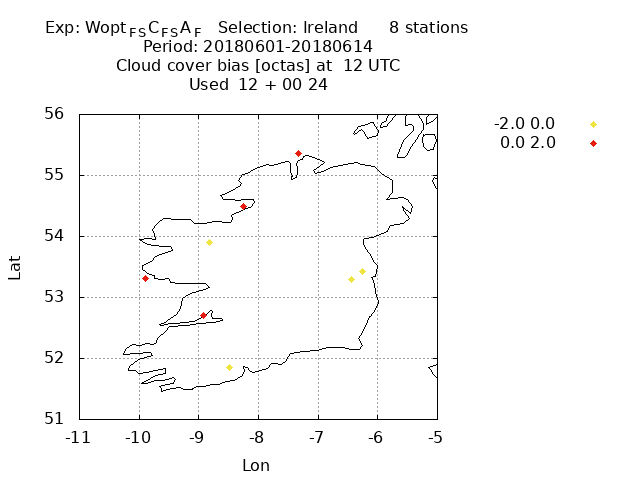 Exp: Wopt FS C FS A F   Selection: Ireland      8 stations
Period: 20180601-20180614
Cloud cover bias [octas] at  12 UTC
Used  12 + 00 24
-2.0 0.0
0.0 2.0
56
55
54
53
52
51
Lat
-11 -10 -9 -8 -7 -6 -5
Lon